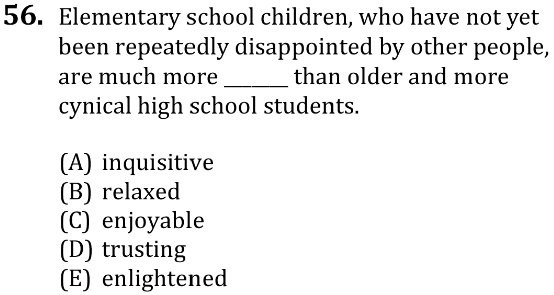 56. Elementary school children, who have not yet
been repeatedly disappointed by other people,
are much more ______ than older and more
cynical high school students.
(A) inquisitive
(B) relaxed
(C) enjoyable
(D) trusting
(E) enlightened